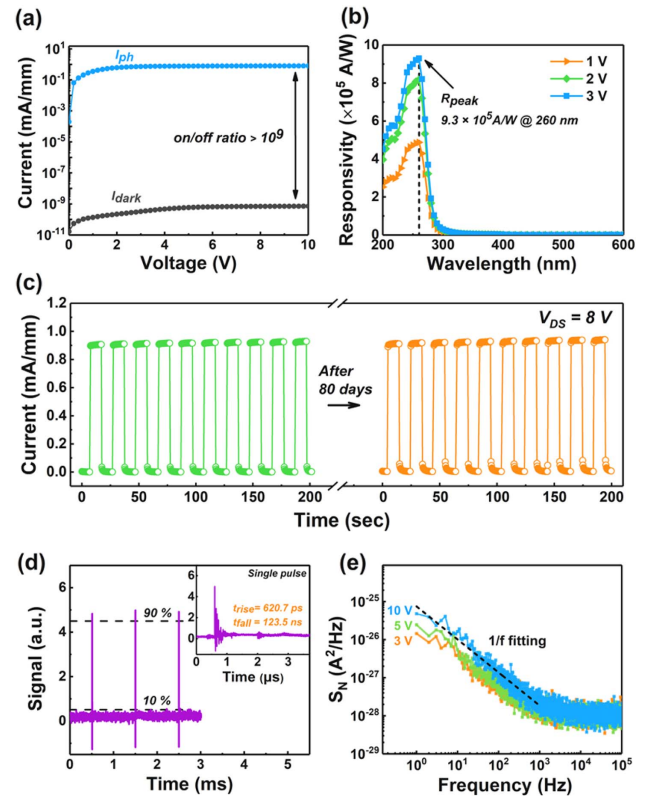 (a)
Current (mA/mm)
10¹
10⁻¹
10⁻³
10⁻⁵
10⁻⁷
10⁻⁹
10⁻¹¹
I_ph
on/off ratio > 10⁹
I_dark
0 2 4 6 8 10
Voltage (V)
(b)
Responsivity (×10⁵ A/W)
10
8
6
4
2
0
1 V
2 V
3 V
R_peak
9.3 × 10⁵A/W @ 260 nm
200 300 400 500 600
Wavelength (nm)
(c)
Current (mA/mm)
1.2
1.0
0.8
0.6
0.4
0.2
0.0
V_DS = 8 V
After
80 days
0 50 100 150 200 0 50 100 150 200
Time (sec)
(d)
Signal (a.u.)
6
4
2
0
90 %
10 %
Single pulse
6
4
2
0
t_rise= 620.7 ps
t_fall= 123.5 ns
0 1 2 3
Time (μs)
0 1 2 3 4 5
Time (ms)
(e)
S_N (A²/Hz)
10⁻²⁵
10⁻²⁶
10⁻²⁷
10⁻²⁸
10⁻²⁹
10 V
5 V
3 V
1/f fitting
10⁰ 10¹ 10² 10³ 10⁴ 10⁵
Frequency (Hz)